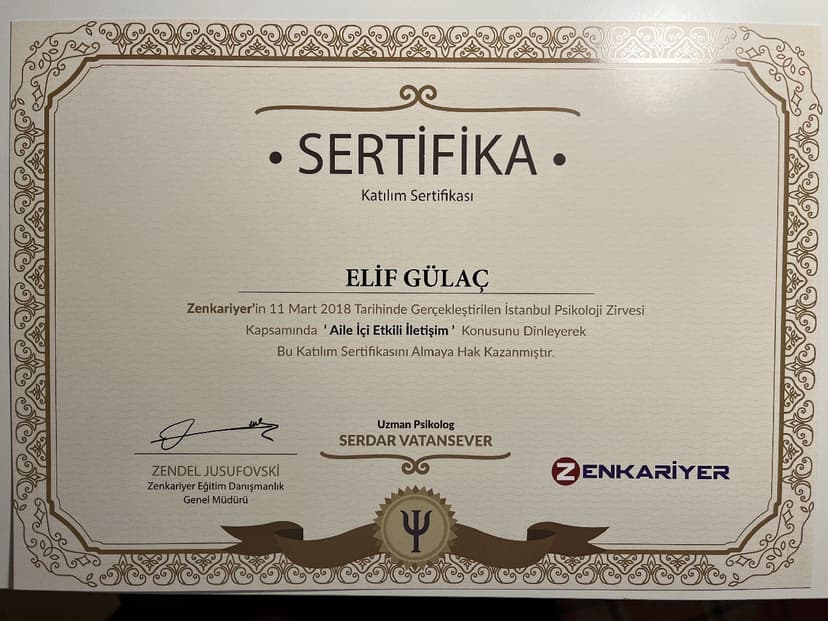 • SERTİFİKA •
Katılım Sertifikası
ELİF GÜLAÇ
Zenkariyer'in 11 Mart 2018 Tarihinde Gerçekleştirilen İstanbul Psikoloji Zirvesi
Kapsamında ‘ Aile İçi Etkili İletişim ’ Konusunu Dinleyerek
Bu Katılım Sertifikasını Almaya Hak Kazanmıştır.
ZENDEL JUSUFOVSKİ
Zenkariyer Eğitim Danışmanlık
Genel Müdürü
Uzman Psikolog
SERDAR VATANSEVER
ZENKARİYER
Ψ